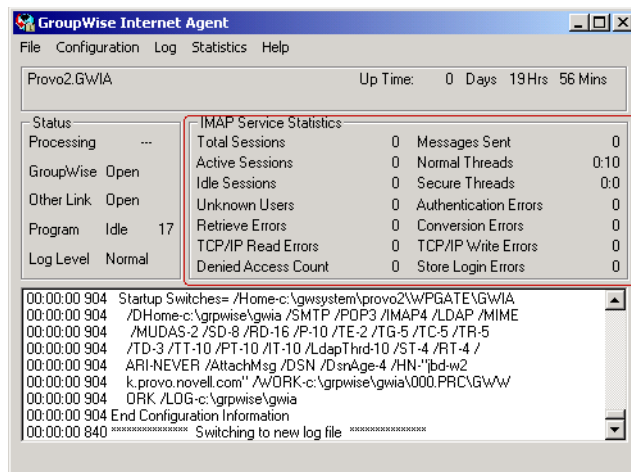 GroupWise Internet Agent
File Configuration Log Statistics Help
Provo2.GWIA Up Time: 0 Days 19 Hrs 56 Mins
Status
Processing ---
GroupWise Open
Other Link Open
Program Idle 17
Log Level Normal
IMAP Service Statistics
Total Sessions 0 Messages Sent 0
Active Sessions 0 Normal Threads 0:10
Idle Sessions 0 Secure Threads 0:0
Unknown Users 0 Authentication Errors 0
Retrieve Errors 0 Conversion Errors 0
TCP/IP Read Errors 0 TCP/IP Write Errors 0
Denied Access Count 0 Store Login Errors 0
00:00:00 904 Startup Switches= /Home-c:\gwsystem\provo2\WPGATE\GWIA
00:00:00 904 /DHome-c:\grpwise\gwia /SMTP /POP3 /IMAP4 /LDAP /MIME
00:00:00 904 /MUDAS-2 /SD-8 /RD-16 /P-10 /TE-2 /TG-5 /TC-5 /TR-5
00:00:00 904 /TD-3 /TT-10 /PT-10 /IT-10 /LdapThrd-10 /ST-4 /RT-4 /
00:00:00 904 ARI-NEVER /AttachMsg /DSN /DsnAge-4 /HN-"jbd-w2
00:00:00 904 k.provo.novell.com" /WORK-c:\grpwise\gwia\000.PRC\GWW
00:00:00 904 ORK /LOG-c:\grpwise\gwia
00:00:00 904 End Configuration Information
00:00:00 840 *************** Switching to new log file ***************